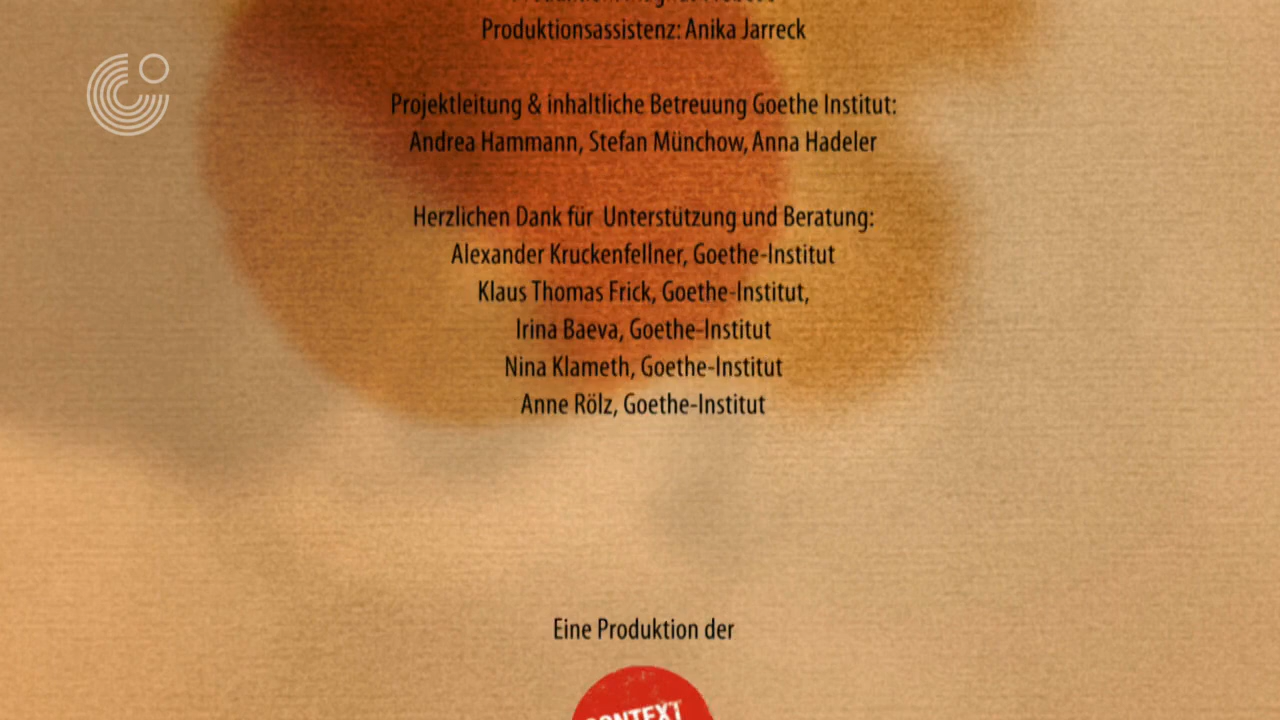 Produktionsassistenz: Anika Jarreck
Projektleitung & inhaltliche Betreuung Goethe Institut:
Andrea Hammann, Stefan Münchow, Anna Hadeler
Herzlichen Dank für  Unterstützung und Beratung:
Alexander Kruckenfellner, Goethe-Institut
Klaus Thomas Frick, Goethe-Institut,
Irina Baeva, Goethe-Institut
Nina Klameth, Goethe-Institut
Anne Rölz, Goethe-Institut
Eine Produktion der
CONTEXT